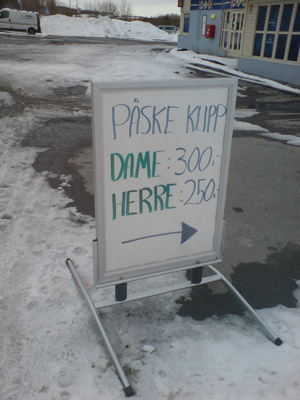 PÅSKE KLIPP
DAME: 300.-
HERRE: 250,-